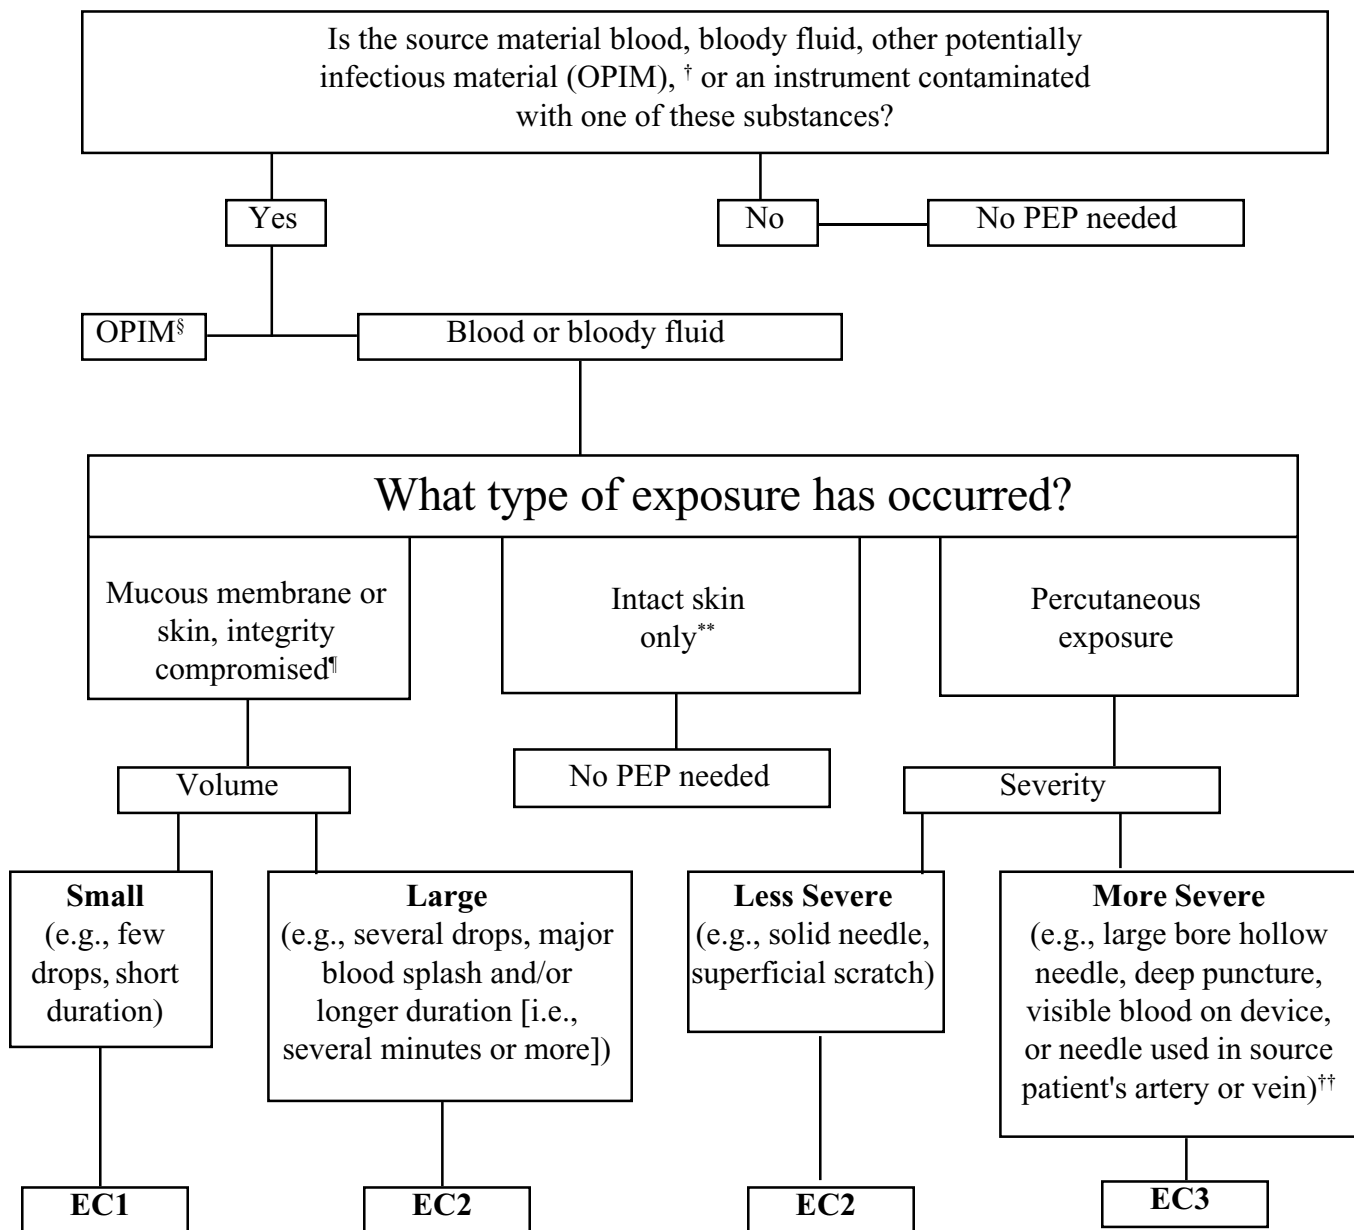 Is the source material blood, bloody fluid, other potentially
infectious material (OPIM), † or an instrument contaminated
with one of these substances?
Yes
No
No PEP needed
OPIM§
Blood or bloody fluid
What type of exposure has occurred?
Mucous membrane or
skin, integrity
compromised¶
Intact skin
only**
Percutaneous
exposure
Volume
No PEP needed
Severity
Small
(e.g., few
drops, short
duration)
Large
(e.g., several drops, major
blood splash and/or
longer duration [i.e.,
several minutes or more])
Less Severe
(e.g., solid needle,
superficial scratch)
More Severe
(e.g., large bore hollow
needle, deep puncture,
visible blood on device,
or needle used in source
patient's artery or vein)††
EC1
EC2
EC2
EC3